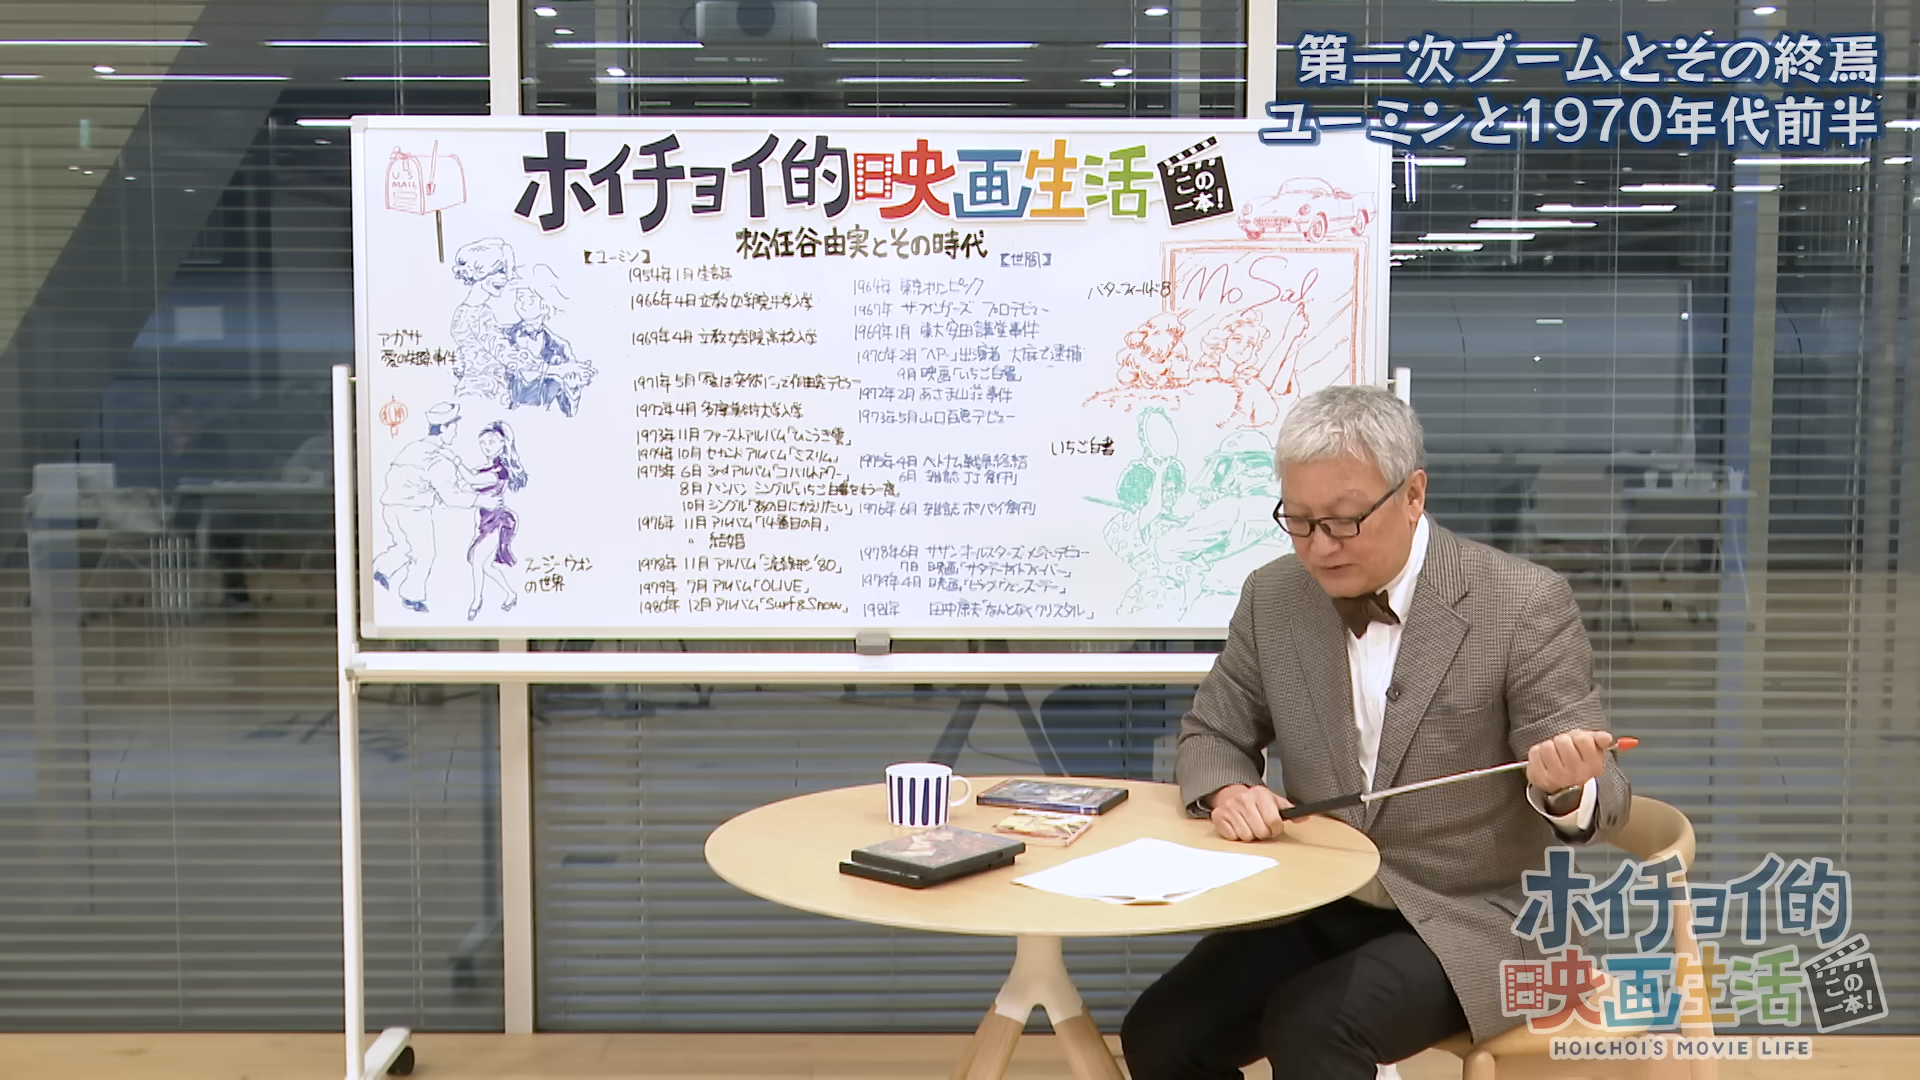 第一次ブームとその終焉
ユーミンと1970年代前半
ホイチョイ的映画生活 この一本!
松任谷由実とその時代
U.S MAIL
【ユーミン】
1954年1月 生誕
1966年4月 立教女学院中学入学
1969年4月 立教女学院高校入学
1971年5月「愛は突然に」で作曲家デビュー
1972年4月 多摩美術大学入学
1973年11月 ファーストアルバム「ひこうき雲」
1974年10月 セカンドアルバム「ミスリム」
1975年6月 3rdアルバム「コバルトアワー」
8月 バンバン シングル「いちご白書をもう一度」
10月 シングル「あの日にかえりたい」
1976年 11月 アルバム「14番目の月」
〃 結婚
1978年 11月 アルバム「流線形'80」
1979年 7月 アルバム「OLIVE」
1980年 12月 アルバム「Surf&Snow」
【世間】
1964年 東京オリンピック
1967年 ザ・フィンガーズ プロデビュー
1969年1月 東大安田講堂事件
1970年2月 出演者 大麻で逮捕
9月 映画「いちご白書」
1972年2月 あさま山荘事件
1973年5月 山口百恵デビュー
1975年4月 ベトナム戦争終結
6月 雑誌JJ創刊
1976年6月 雑誌ポパイ創刊
1978年6月 サザンオールスターズ メジャーデビュー
7月 映画「サタデーナイトフィーバー」
1979年4月 映画「ビッグウェンズデー」
1981年 田中康夫「なんとなくクリスタル」
アガサ
愛の失踪事件
スージー・ウォン
の世界
バターフィールド8
No Sal
いちご白書
ホイチョイ的
映画生活 この一本!
HOICHOI'S MOVIE LIFE